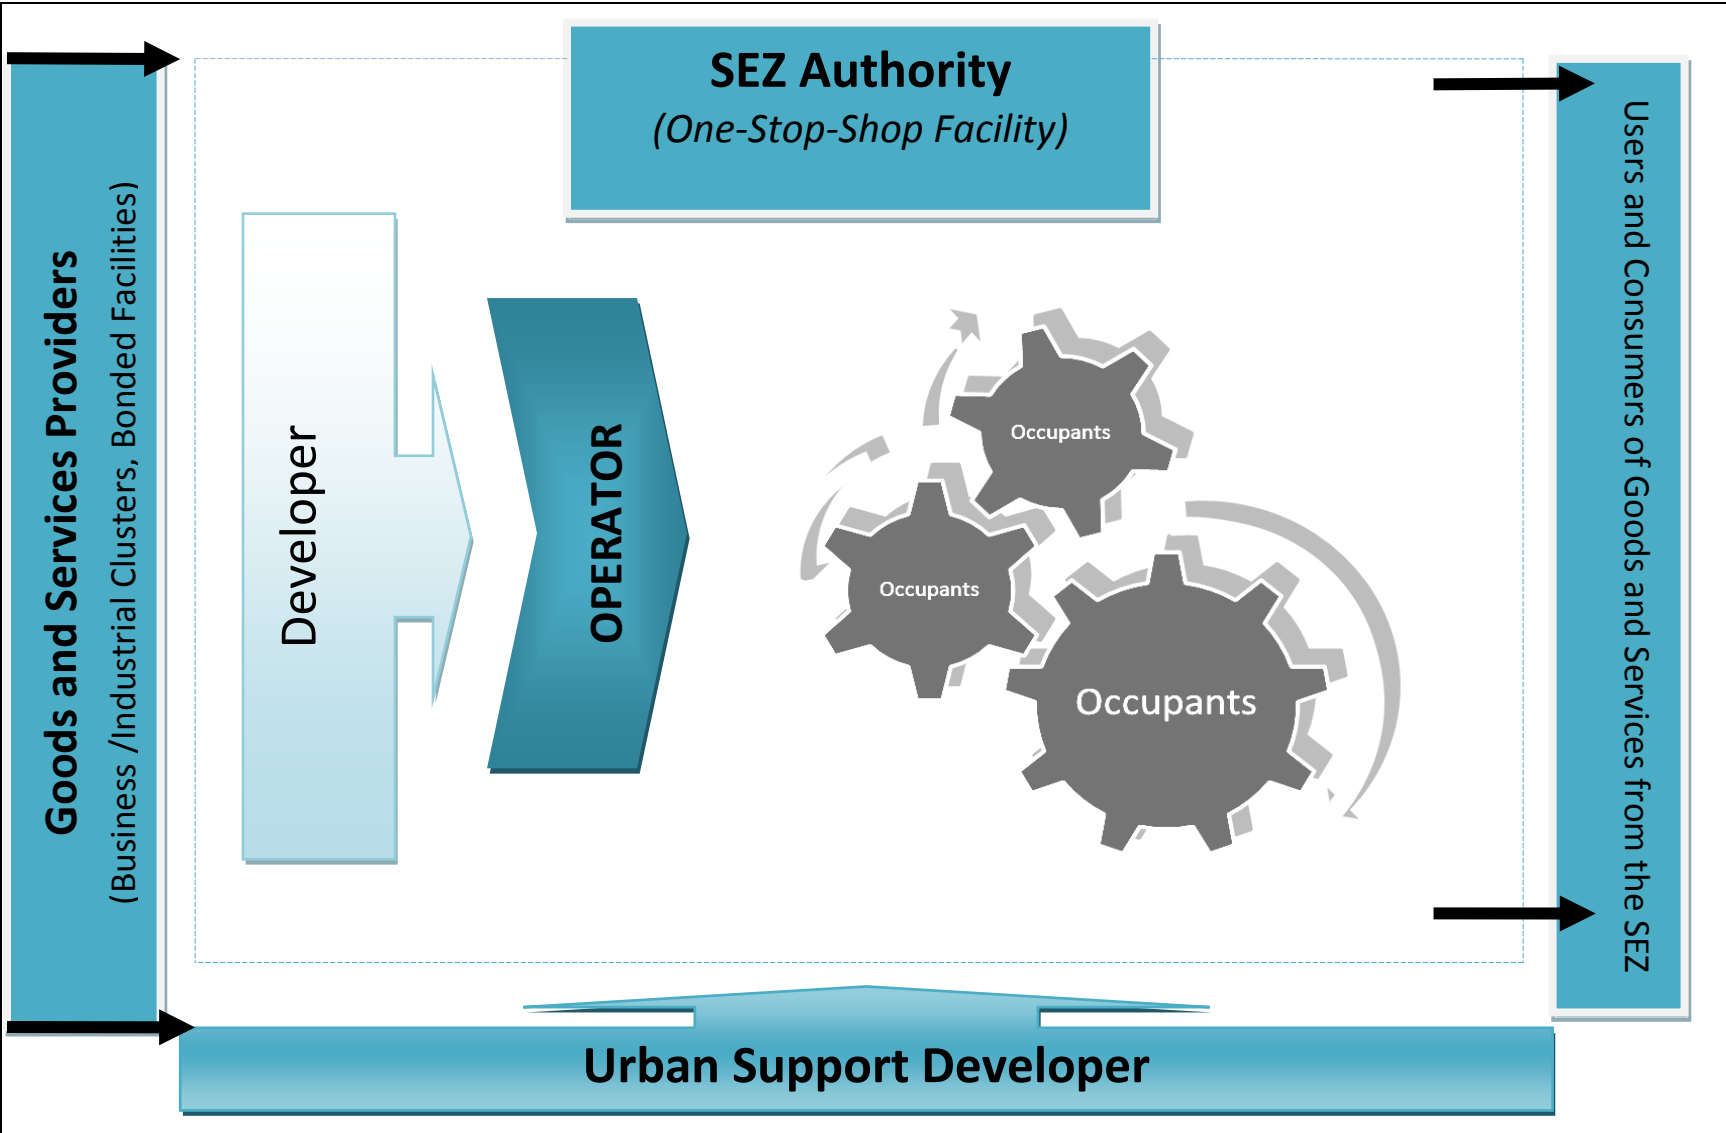 SEZ Authority
(One-Stop-Shop Facility)
Goods and Services Providers
(Business /Industrial Clusters, Bonded Facilities)
Developer
OPERATOR
Occupants
Occupants
Occupants
Users and Consumers of Goods and Services from the SEZ
Urban Support Developer